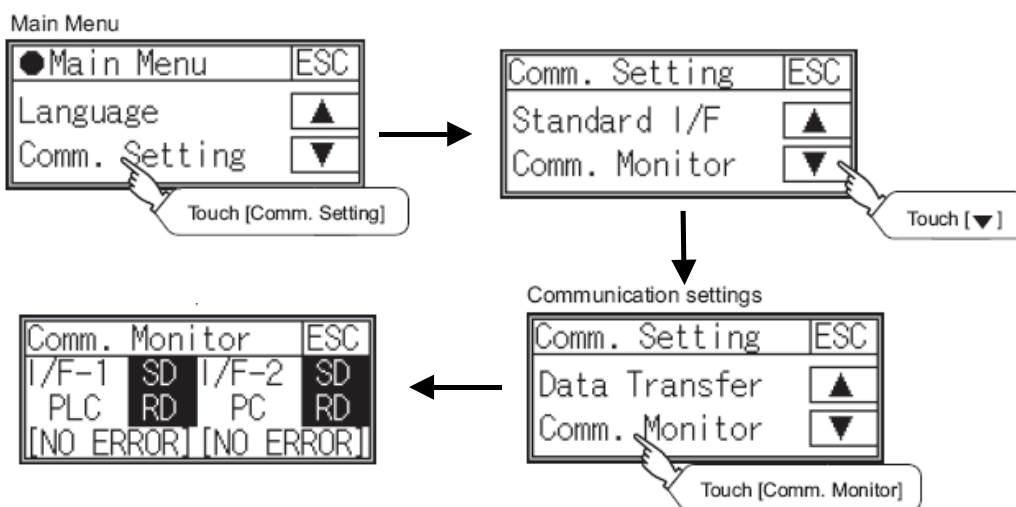 Main Menu
●Main Menu ESC
Language ▲
Comm. Setting ▼
Touch [Comm. Setting]
Comm. Setting ESC
Standard I/F ▲
Comm. Monitor ▼
Touch [▼]
Communication settings
Comm. Setting ESC
Data Transfer ▲
Comm. Monitor ▼
Touch [Comm. Monitor]
Comm. Monitor ESC
I/F-1 SD I/F-2 SD
PLC RD PC RD
[NO ERROR] [NO ERROR]